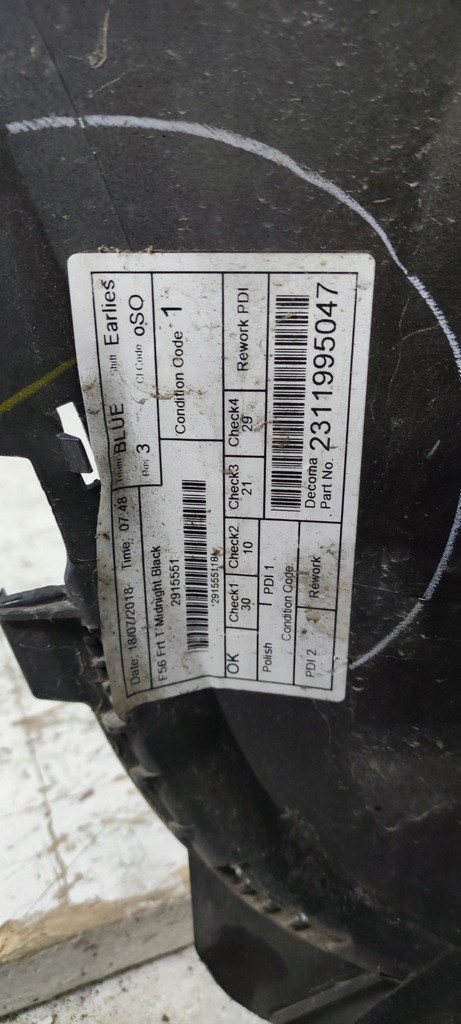 Date: 18/07/2018 Time: 07:48 Team BLUE Shift Earlies
F56 Frt T Midnight Black Pos 3 CI Code oSO
2915551 Condition Code 1
OK Check1 Check2 Check3 Check4 Rework PDI
30 10 21 29
Polish PDI 1
Condition Code
PDI 2 Rework
Decoma
Part No. 2311995047